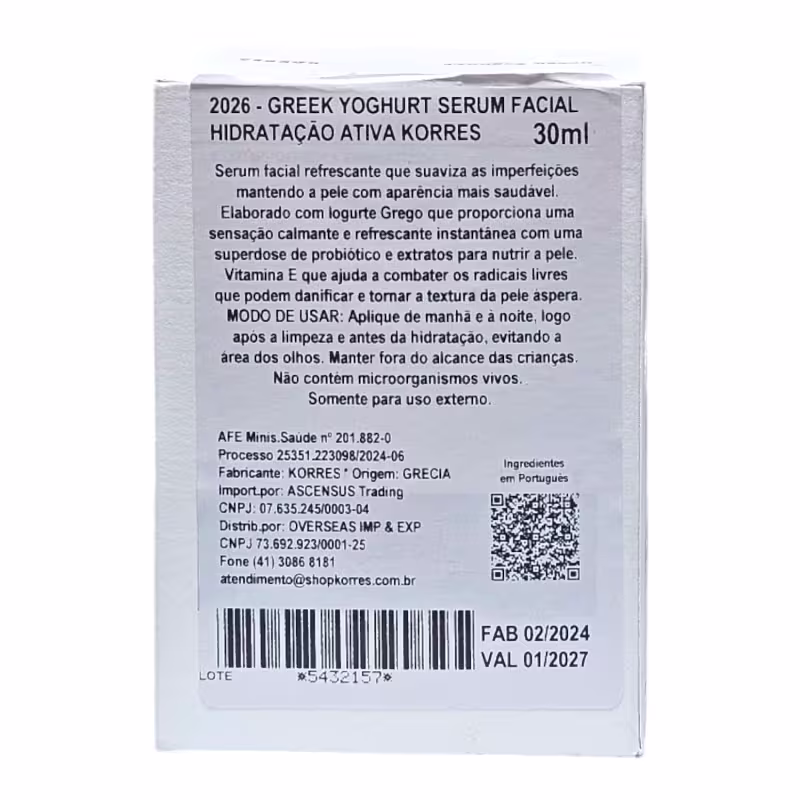 2026 - GREEK YOGHURT SERUM FACIAL
HIDRATAÇÃO ATIVA KORRES 30ml
Serum facial refrescante que suaviza as imperfeições
mantendo a pele com aparência mais saudável.
Elaborado com Iogurte Grego que proporciona uma
sensação calmante e refrescante instantânea com uma
superdose de probiótico e extratos para nutrir a pele.
Vitamina E que ajuda a combater os radicais livres
que podem danificar e tornar a textura da pele áspera.
MODO DE USAR: Aplique de manhã e à noite, logo
após a limpeza e antes da hidratação, evitando a
área dos olhos. Manter fora do alcance das crianças.
Não contém microorganismos vivos.
Somente para uso externo.
AFE Minis.Saúde nº 201.882-0
Processo 25351.223098/2024-06
Fabricante: KORRES * Origem: GRECIA
Import.por: ASCENSUS Trading
CNPJ: 07.635.245/0003-04
Distrib.por: OVERSEAS IMP & EXP
CNPJ 73.692.923/0001-25
Fone (41) 3086 8181
atendimento@shopkorres.com.br
Ingredientes
em Português
FAB 02/2024
VAL 01/2027
LOTE *5432157*